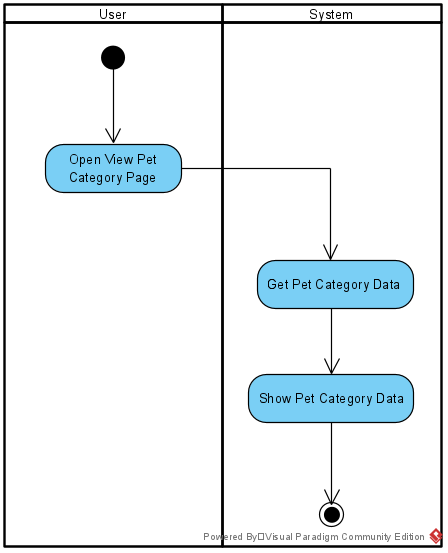 User
System
Open View Pet
Category Page
Get Pet Category Data
Show Pet Category Data
Powered By□Visual Paradigm Community Edition